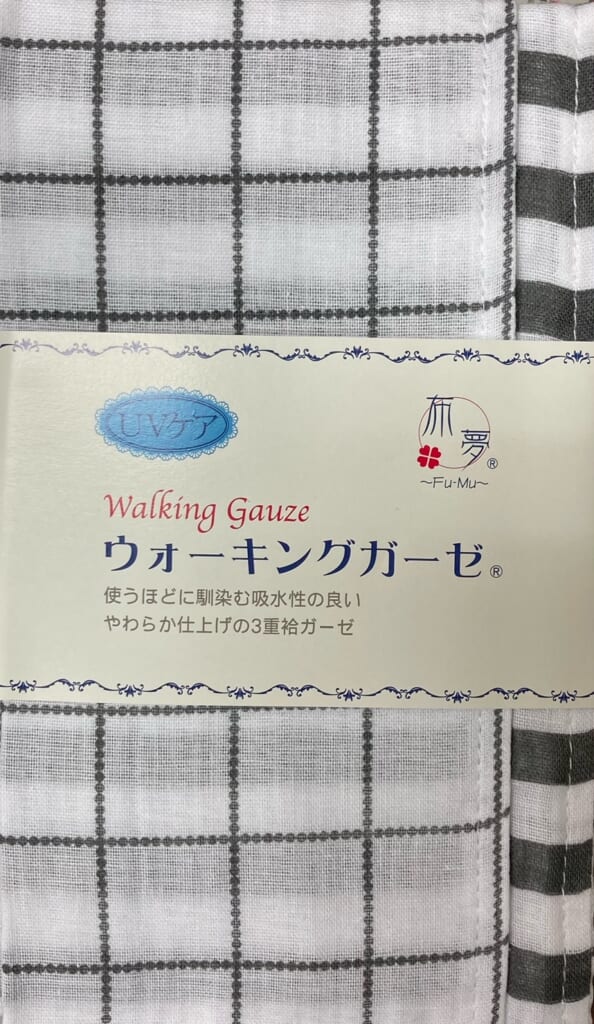 UVケア
布夢®
~Fu-Mu~
Walking Gauze
ウォーキングガーゼ®
使うほどに馴染む吸水性の良い
やわらか仕上げの3重袷ガーゼ